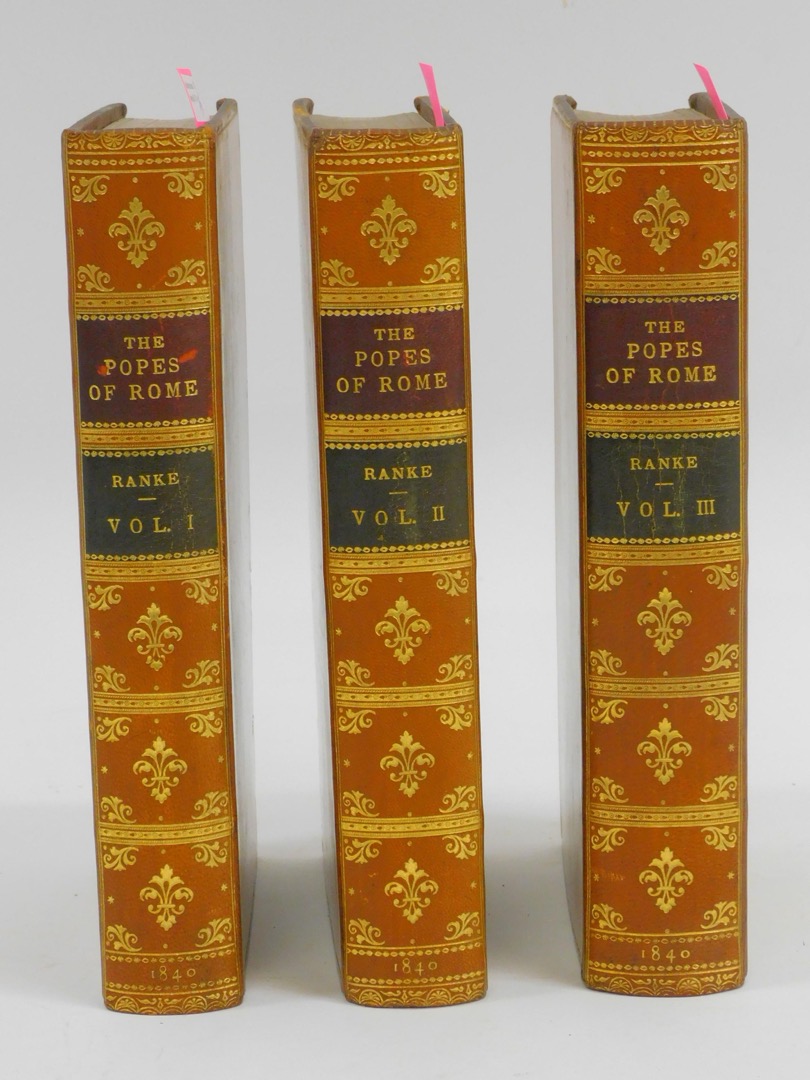 THE
POPES
OF ROME
RANKE
VOL. I
1840
THE
POPES
OF ROME
RANKE
VOL. II
1840
THE
POPES
OF ROME
RANKE
VOL. III
1840